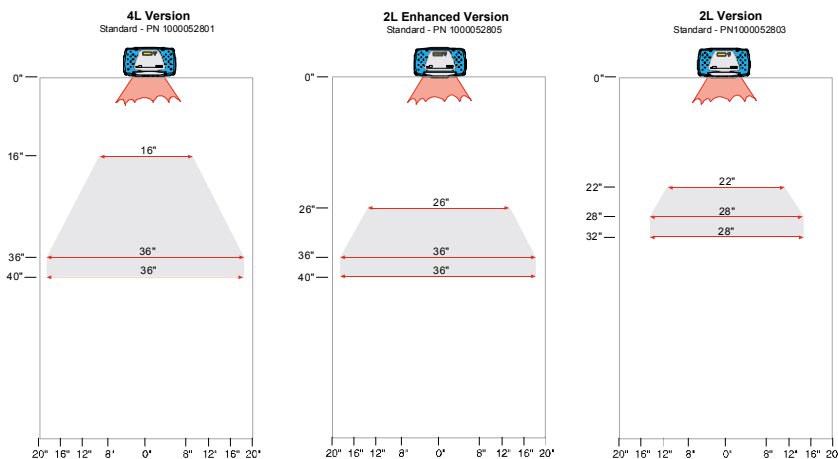 4L Version
Standard - PN 1000052801
0"
16"
16"
36"
36"
40"
36"
20" 16" 12" 8" 0" 8" 12" 16" 20"
2L Enhanced Version
Standard - PN 1000052805
0"
26"
26"
36"
36"
40"
36"
20" 16" 12" 8" 0" 8" 12" 16" 20"
2L Version
Standard - PN1000052803
0"
22"
22"
28"
28"
32"
28"
20" 16" 12" 8" 0" 8" 12" 16" 20